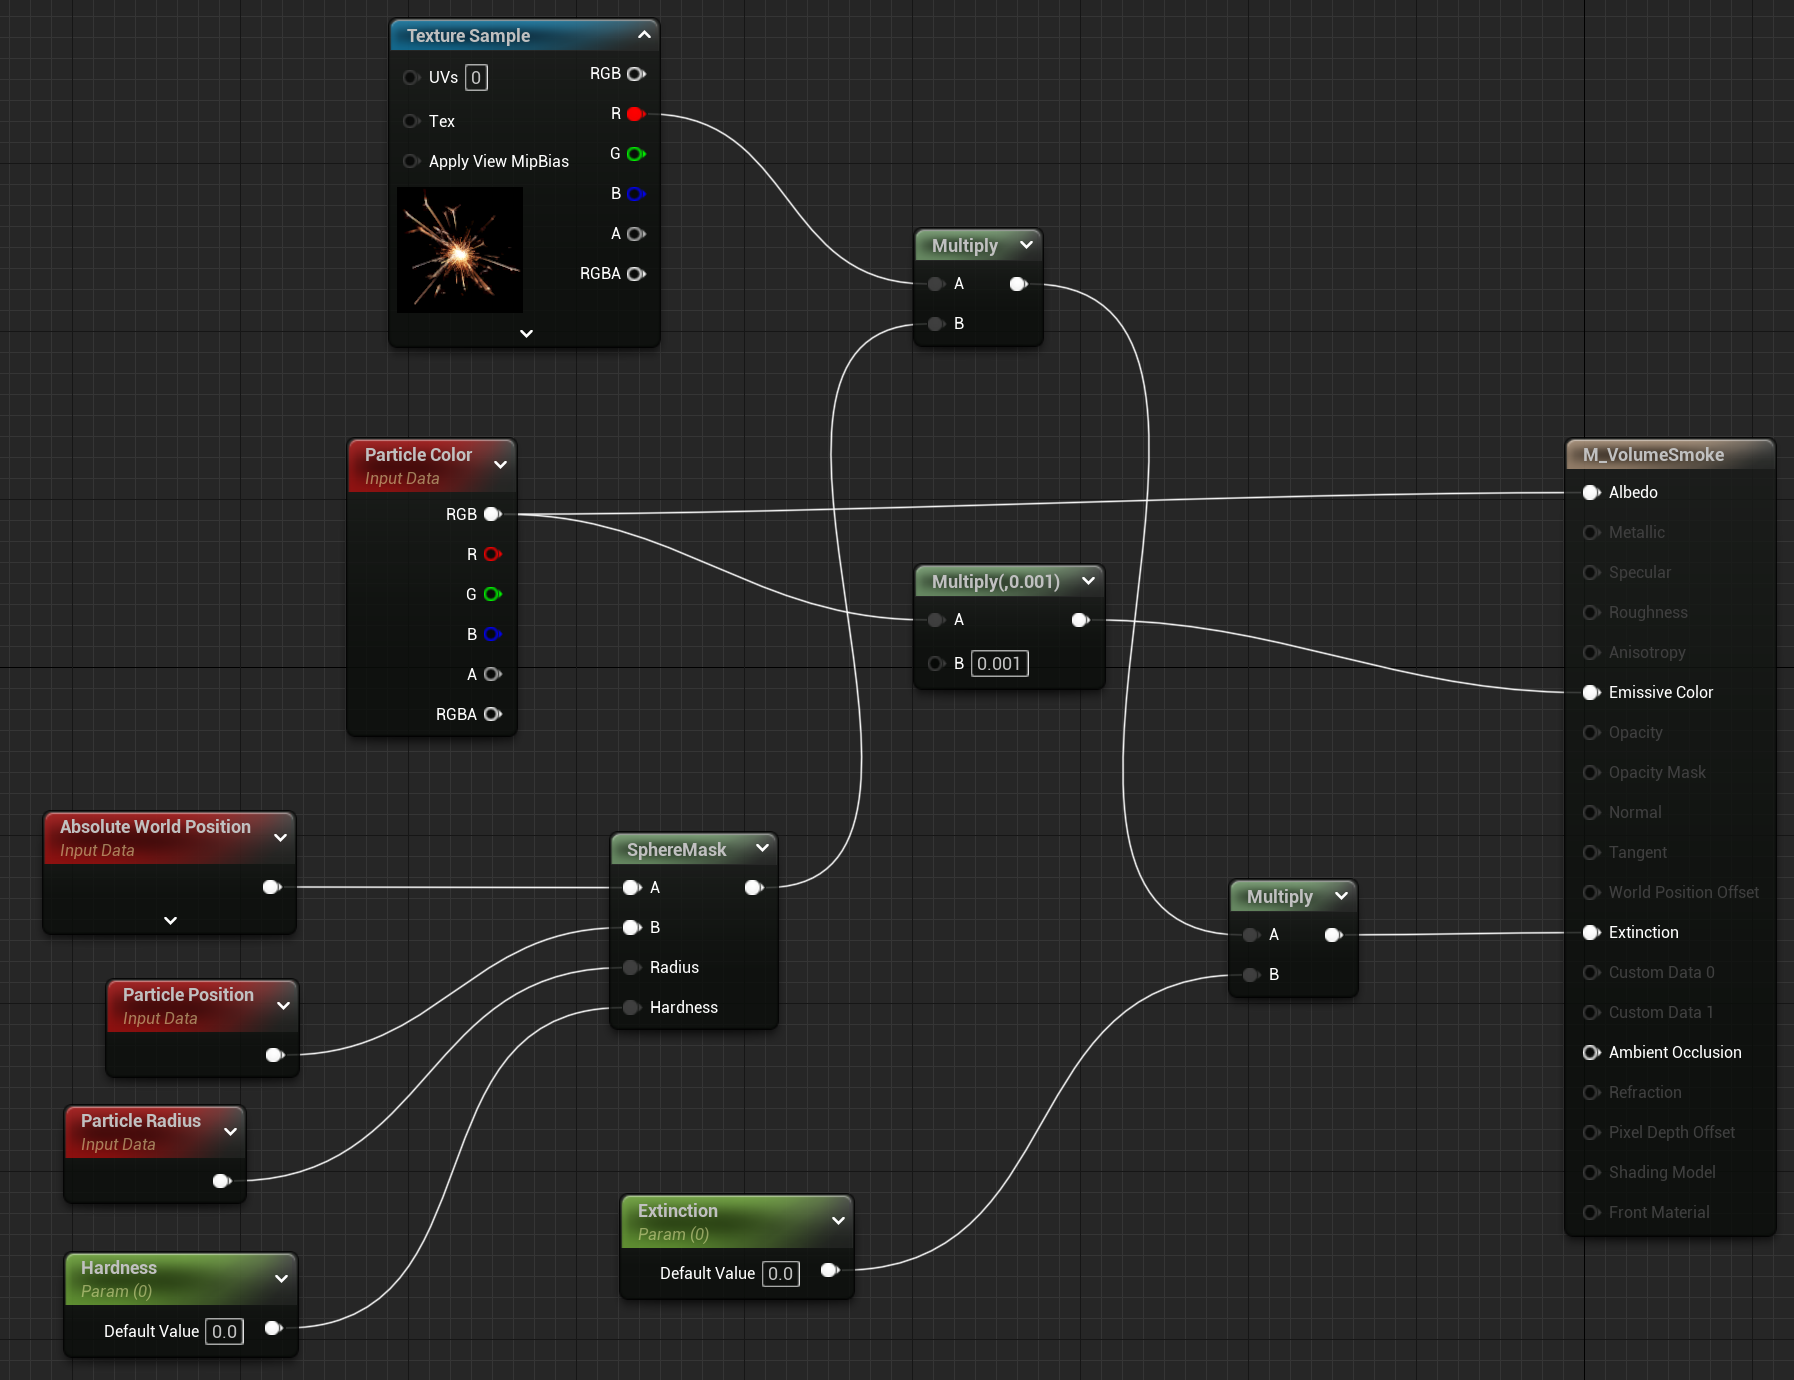 Texture Sample
UVs 0
Tex
Apply View MipBias
RGB
R
G
B
A
RGBA
Multiply
A
B
Particle Color
Input Data
RGB
R
G
B
A
RGBA
Multiply(,0.001)
A
B 0.001
Absolute World Position
Input Data
Particle Position
Input Data
Particle Radius
Input Data
Hardness
Param (0)
Default Value 0.0
SphereMask
A
B
Radius
Hardness
Extinction
Param (0)
Default Value 0.0
Multiply
A
B
M_VolumeSmoke
Albedo
Metallic
Specular
Roughness
Anisotropy
Emissive Color
Opacity
Opacity Mask
Normal
Tangent
World Position Offset
Extinction
Custom Data 0
Custom Data 1
Ambient Occlusion
Refraction
Pixel Depth Offset
Shading Model
Front Material